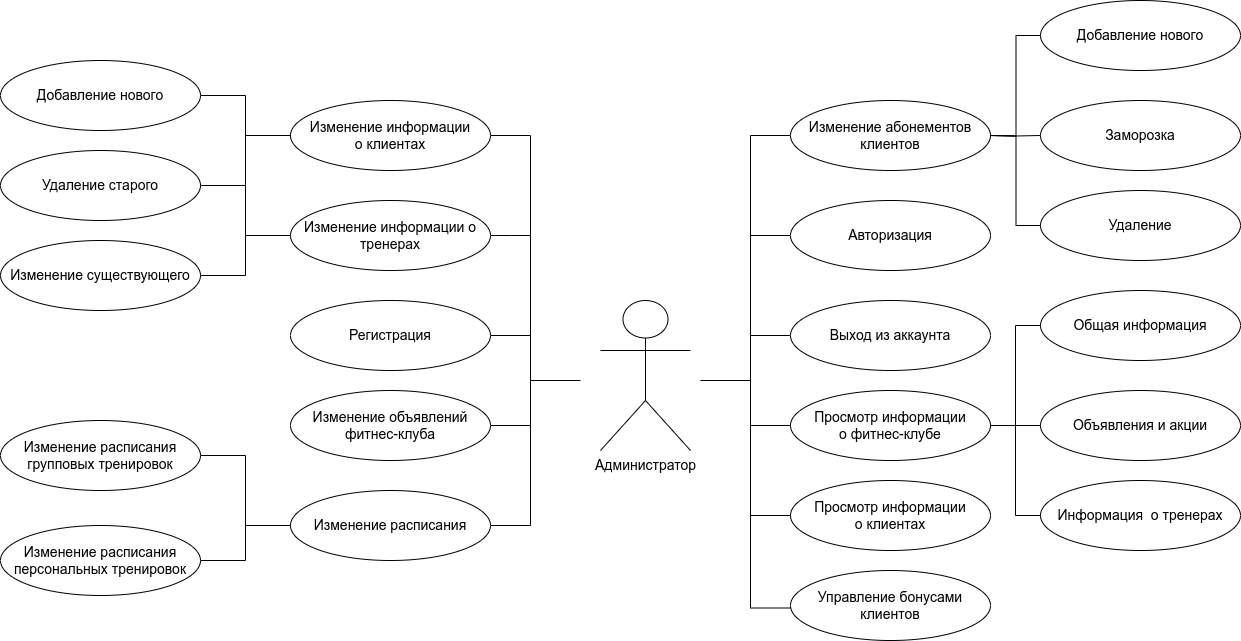 Добавление нового
Удаление старого
Изменение существующего
Изменение расписания
групповых тренировок
Изменение расписания
персональных тренировок
Изменение информации
о клиентах
Изменение информации о
тренерах
Регистрация
Изменение объявлений
фитнес-клуба
Изменение расписания
Администратор
Изменение абонементов
клиентов
Авторизация
Выход из аккаунта
Просмотр информации
о фитнес-клубе
Просмотр информации
о клиентах
Управление бонусами
клиентов
Добавление нового
Заморозка
Удаление
Общая информация
Объявления и акции
Информация о тренерах